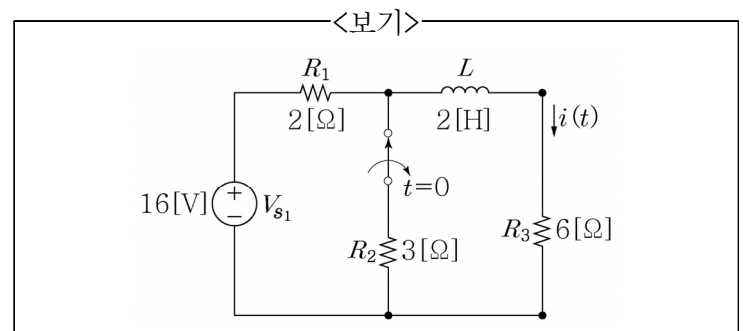 <보기>
R₁
L
2[Ω]
2[H]
i(t)
t=0
16[V]
Vₛ₁
R₂
3[Ω]
R₃
6[Ω]